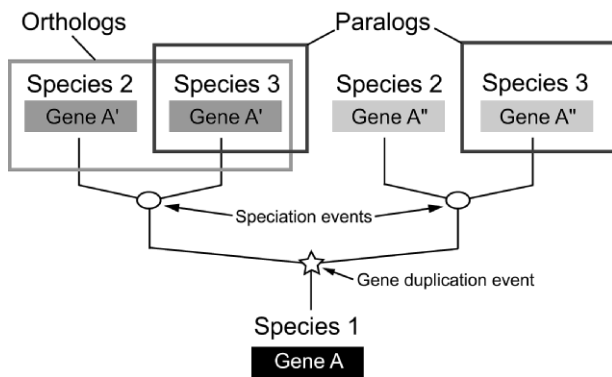 Orthologs
Paralogs
Species 2
Species 3
Species 2
Species 3
Gene A'
Gene A'
Gene A"
Gene A"
Speciation events
Gene duplication event
Species 1
Gene A